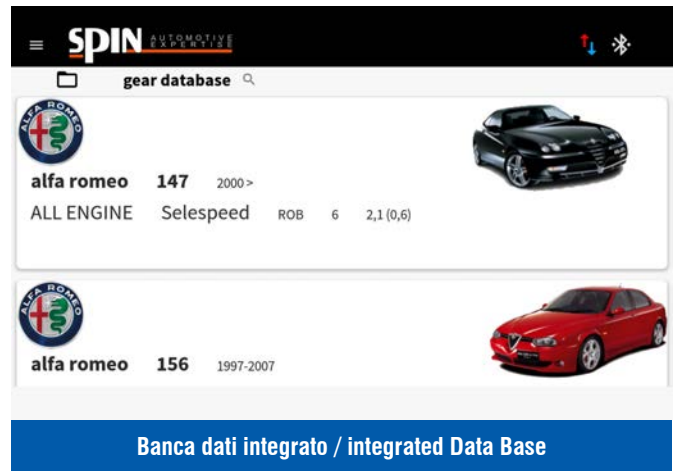 SPIN AUTOMOTIVE EXPERTISE
gear database
ALFA ROMEO
alfa romeo 147 2000 >
ALL ENGINE Selespeed ROB 6 2,1 (0,6)
ALFA ROMEO
alfa romeo 156 1997-2007
Banca dati integrato / integrated Data Base